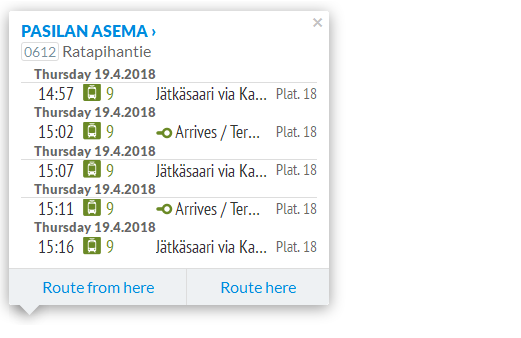 PASILAN ASEMA ›
×
0612 Ratapihantie
Thursday 19.4.2018
14:57 9 Jätkäsaari via Ka... Plat. 18
Thursday 19.4.2018
15:02 9 Arrives / Ter... Plat. 18
Thursday 19.4.2018
15:07 9 Jätkäsaari via Ka... Plat. 18
Thursday 19.4.2018
15:11 9 Arrives / Ter... Plat. 18
Thursday 19.4.2018
15:16 9 Jätkäsaari via Ka... Plat. 18
Route from here Route here